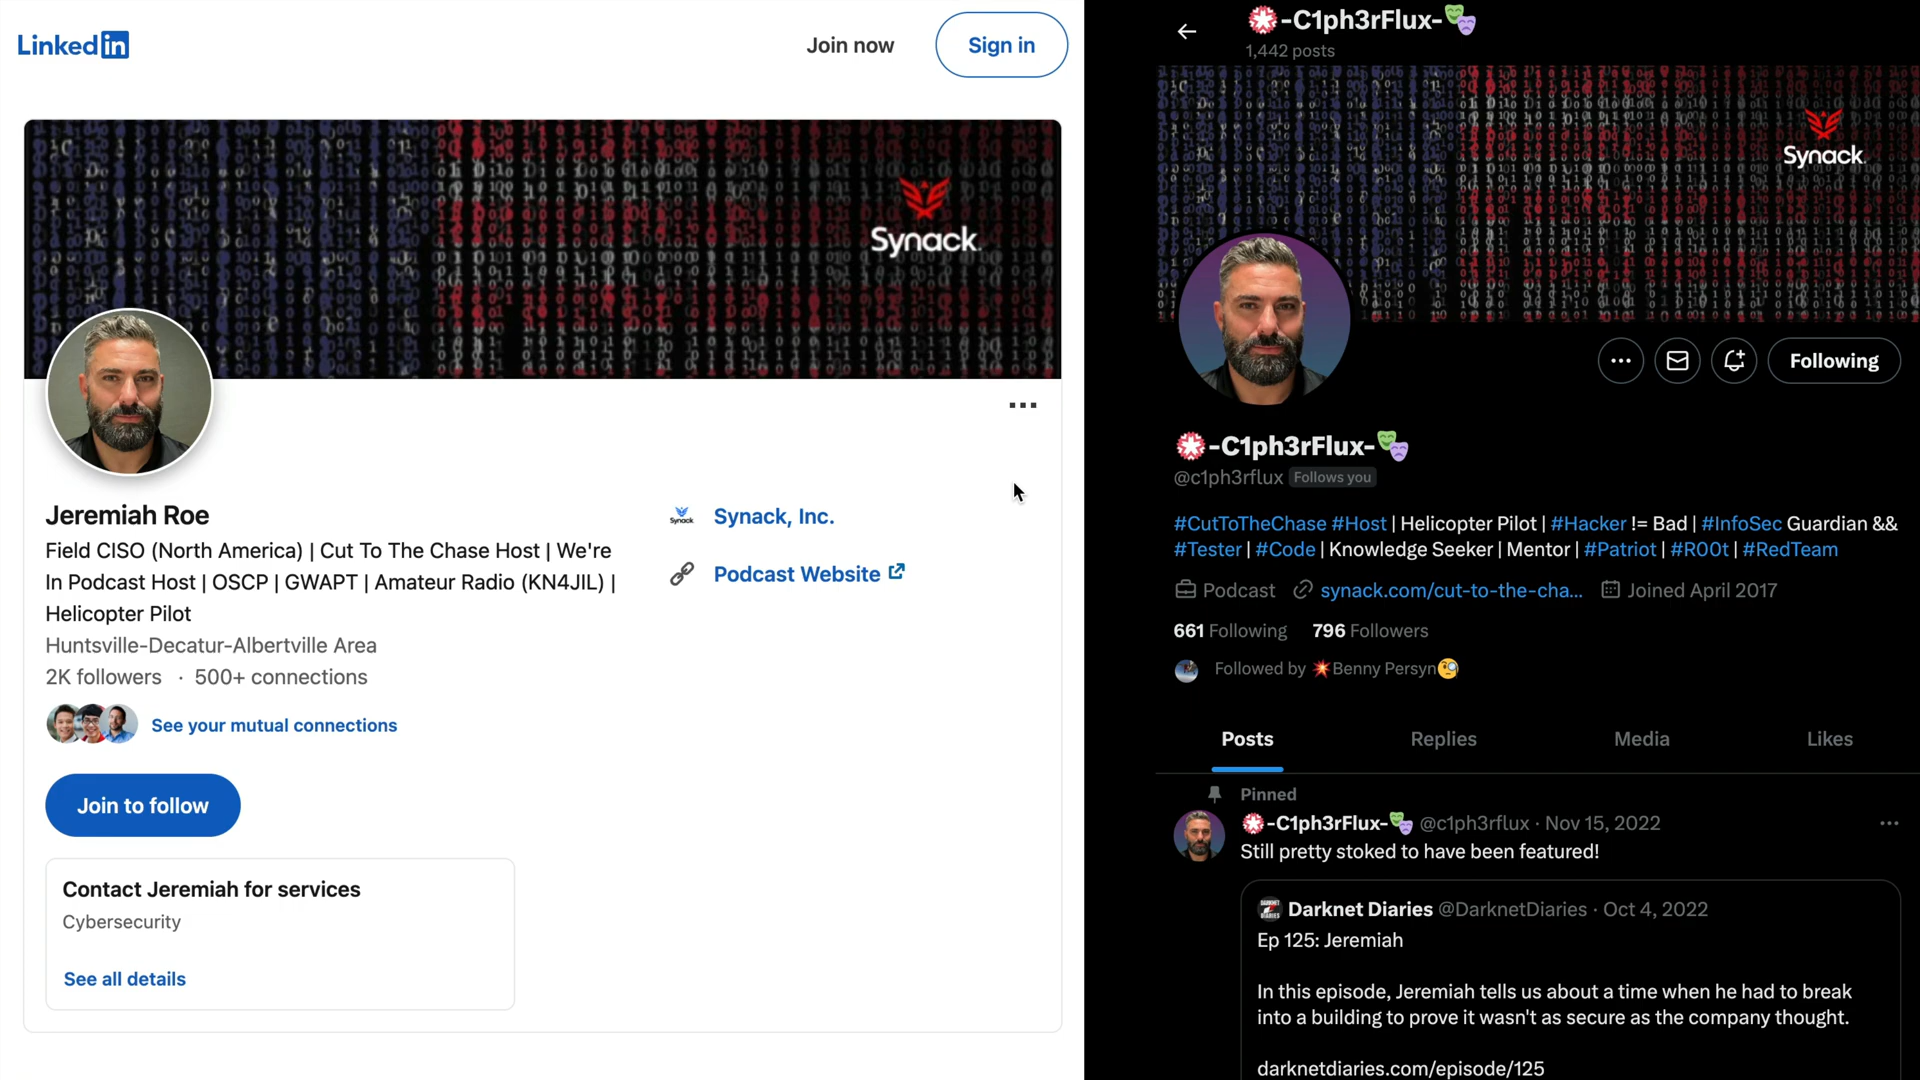 LinkedIn
Join now
Sign in
Synack
Jeremiah Roe
Field CISO (North America) | Cut To The Chase Host | We're
In Podcast Host | OSCP | GWAPT | Amateur Radio (KN4JIL) |
Helicopter Pilot
Huntsville-Decatur-Albertville Area
2K followers · 500+ connections
See your mutual connections
Join to follow
Contact Jeremiah for services
Cybersecurity
See all details
Synack
Synack, Inc.
Podcast Website
-C1ph3rFlux-
1,442 posts
Synack
Following
-C1ph3rFlux-
@c1ph3rflux Follows you
#CutToTheChase #Host | Helicopter Pilot | #Hacker != Bad | #InfoSec Guardian &&
#Tester | #Code | Knowledge Seeker | Mentor | #Patriot | #R00t | #RedTeam
Podcast synack.com/cut-to-the-cha... Joined April 2017
661 Following 796 Followers
Followed by 💥Benny Persyn🧐
Posts Replies Media Likes
Pinned
-C1ph3rFlux- @c1ph3rflux · Nov 15, 2022
Still pretty stoked to have been featured!
DARKNET DIARIES
Darknet Diaries @DarknetDiaries · Oct 4, 2022
Ep 125: Jeremiah
In this episode, Jeremiah tells us about a time when he had to break
into a building to prove it wasn't as secure as the company thought.
darknetdiaries.com/episode/125